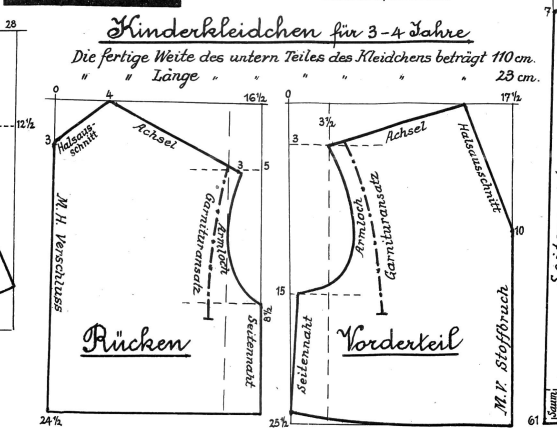 Kinderkleidchen für 3-4 Jahre
Die fertige Weite des untern Teiles des Kleidchens beträgt 110 cm.
" " Länge " " " " " 23 cm.
28
12½
0 4 16½
3
Halsaus-
schnitt
Achsel
3
5
M.H. Verschluss
Garnituransatz
Armloch
8½
Seitennaht
Rücken
24½
0 17½
3½
3
Achsel
Halsausschnitt
Armloch
Garnituransatz
10
15
Seitennaht
Vorderteil
M.V. Stoffbruch
25½
7
Saum
61